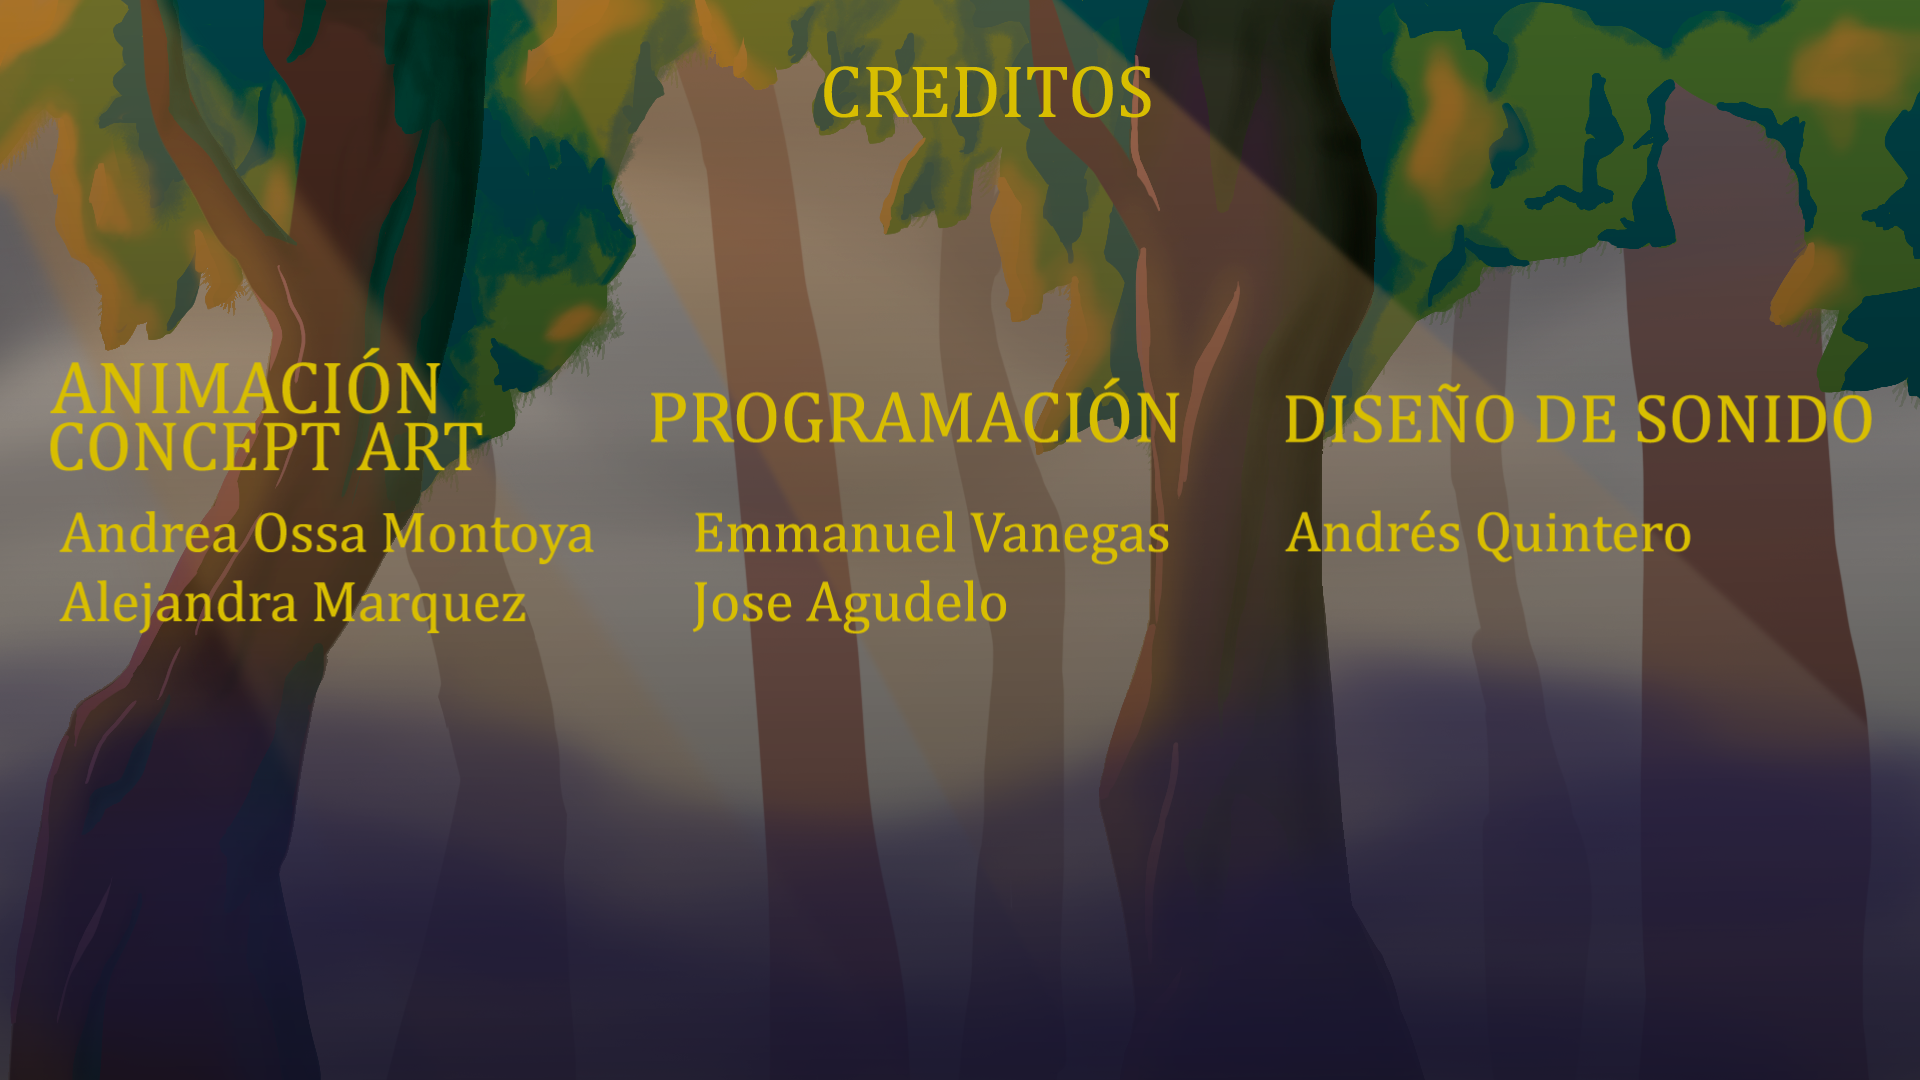 CREDITOS
ANIMACIÓN
CONCEPT ART
Andrea Ossa Montoya
Alejandra Marquez
PROGRAMACIÓN
Emmanuel Vanegas
Jose Agudelo
DISEÑO DE SONIDO
Andrés Quintero